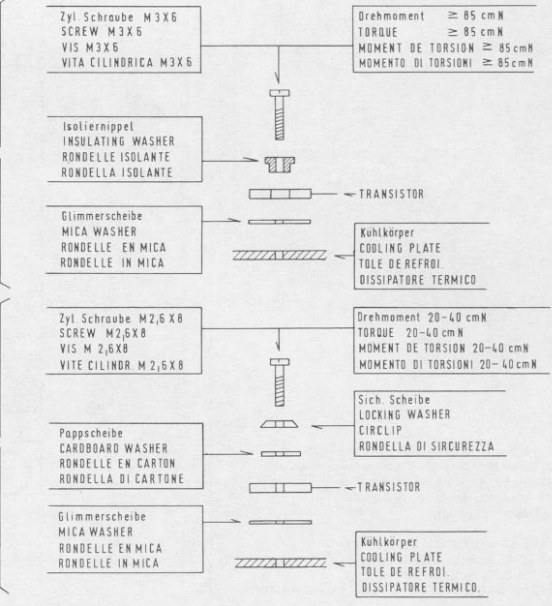 Zyl. Schraube M3X6
SCREW M3X6
VIS M3X6
VITA CILINDRICA M3X6
Drehmoment ≥ 85 cmN
TORQUE ≥ 85 cmN
MOMENT DE TORSION ≥ 85cmN
MOMENTO DI TORSIONI ≥ 85cmN
Isoliernippel
INSULATING WASHER
RONDELLE ISOLANTE
RONDELLA ISOLANTE
TRANSISTOR
Glimmerscheibe
MICA WASHER
RONDELLE EN MICA
RONDELLE IN MICA
Kühlkörper
COOLING PLATE
TOLE DE REFROI.
DISSIPATORE TERMICO
Zyl. Schraube M2,6X8
SCREW M2,6X8
VIS M 2,6X8
VITE CILINDR. M 2,6X8
Drehmoment 20-40 cmN
TORQUE 20-40 cmN
MOMENT DE TORSION 20-40 cmN
MOMENTO DI TORSIONI 20-40cmN
Sich. Scheibe
LOCKING WASHER
CIRCLIP
RONDELLA DI SIRCUREZZA
Pappscheibe
CARDBOARD WASHER
RONDELLE EN CARTON
RONDELLA DI CARTONE
TRANSISTOR
Glimmerscheibe
MICA WASHER
RONDELLE EN MICA
RONDELLE IN MICA
Kühlkörper
COOLING PLATE
TOLE DE REFROI.
DISSIPATORE TERMICO.